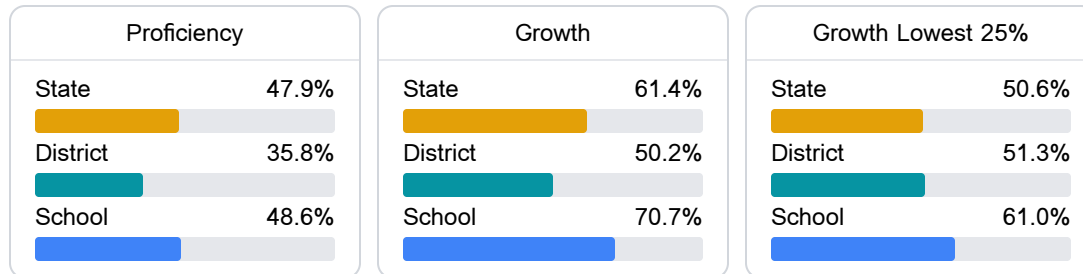 Proficiency
State 47.9%
District 35.8%
School 48.6%
Growth
State 61.4%
District 50.2%
School 70.7%
Growth Lowest 25%
State 50.6%
District 51.3%
School 61.0%